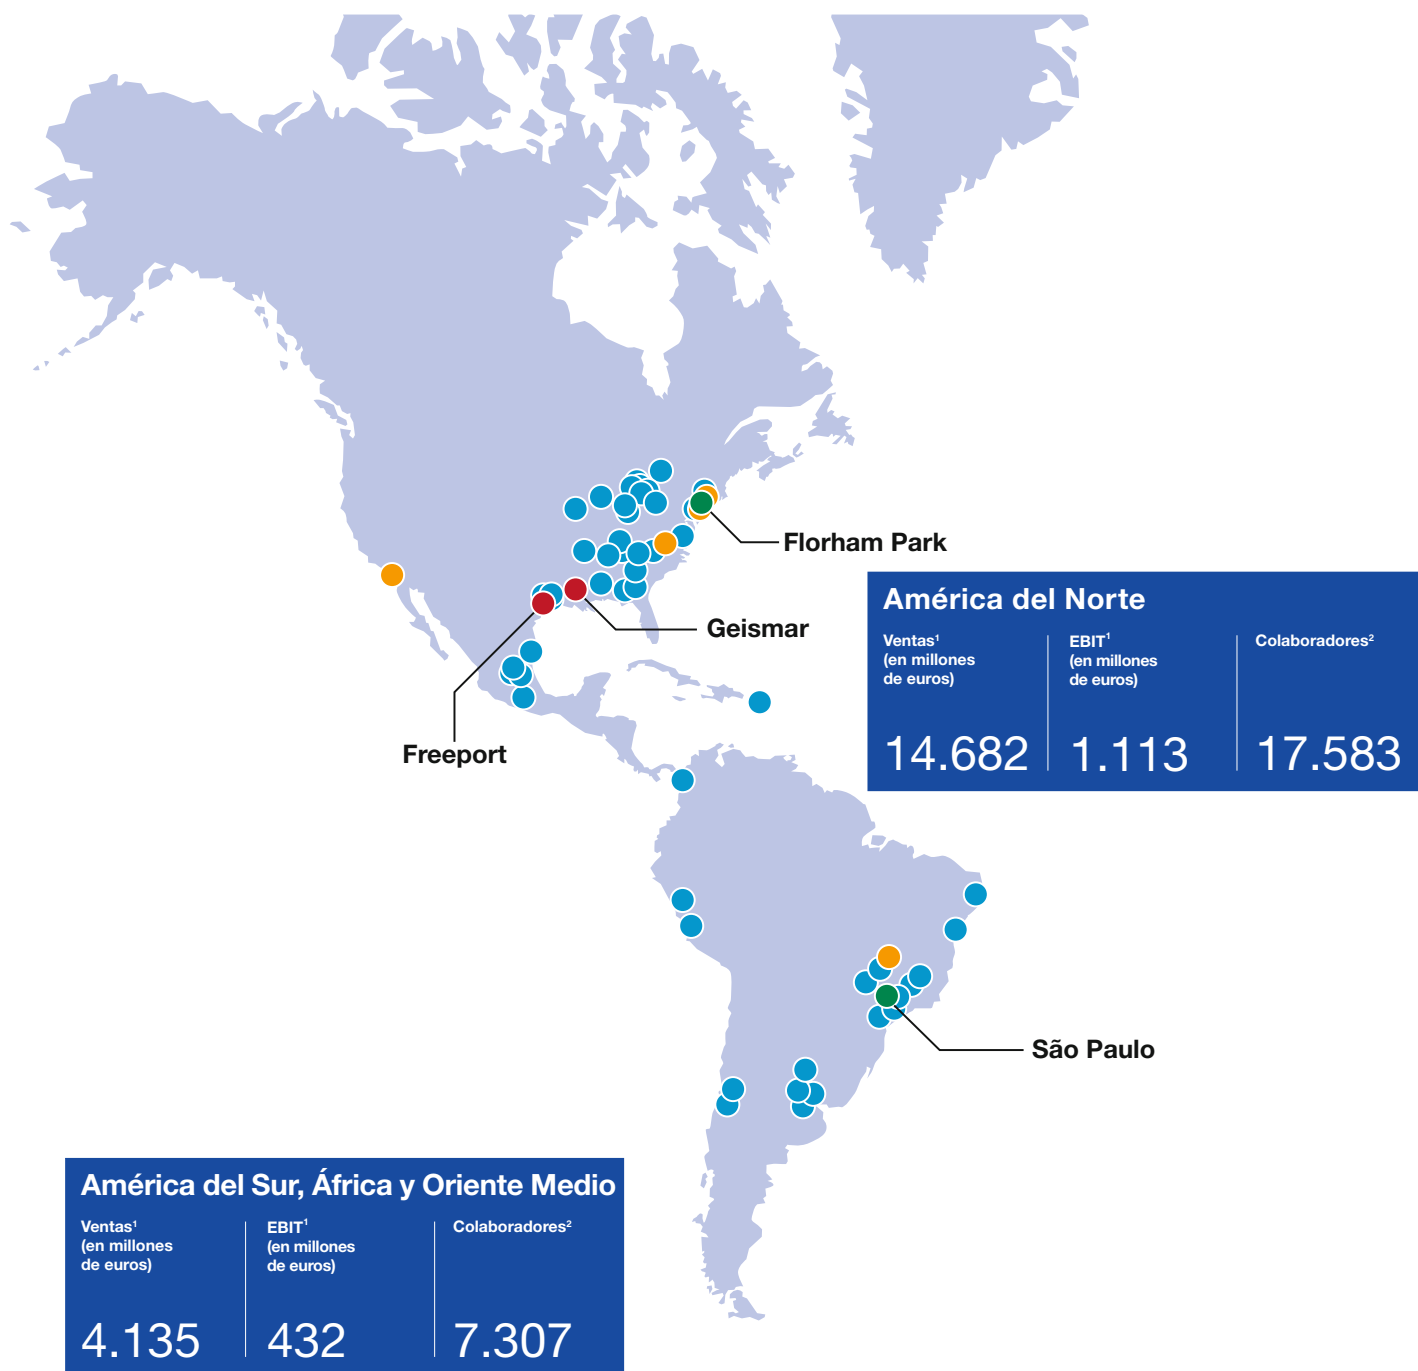 Florham Park
América del Norte
Ventas¹
(en millones
de euros)
EBIT¹
(en millones
de euros)
Colaboradores²
14.682
1.113
17.583
Geismar
Freeport
São Paulo
América del Sur, África y Oriente Medio
Ventas¹
(en millones
de euros)
EBIT¹
(en millones
de euros)
Colaboradores²
4.135
432
7.307